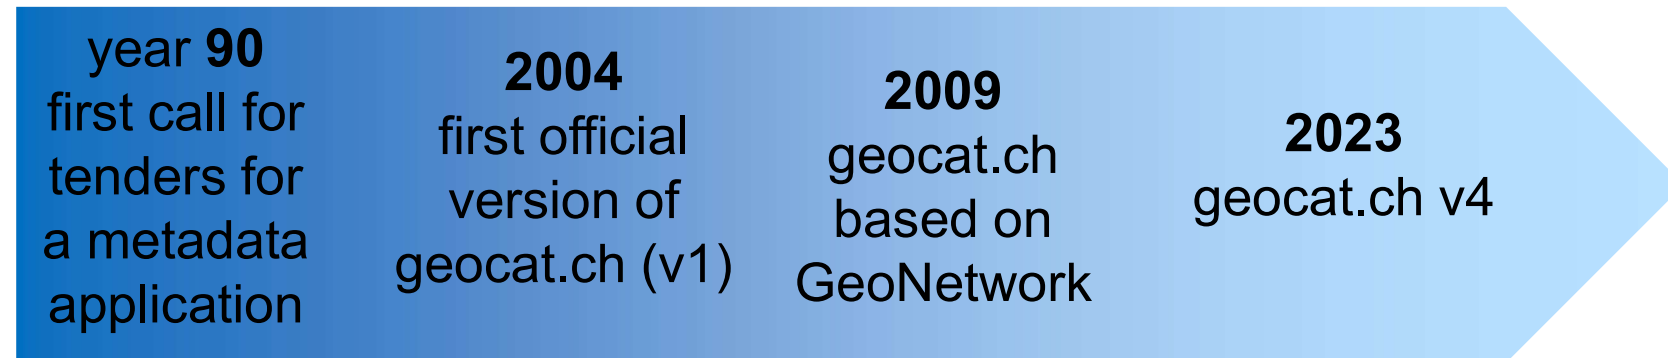 year 90
first call for
tenders for
a metadata
application
2004
first official
version of
geocat.ch (v1)
2009
geocat.ch
based on
GeoNetwork
2023
geocat.ch v4